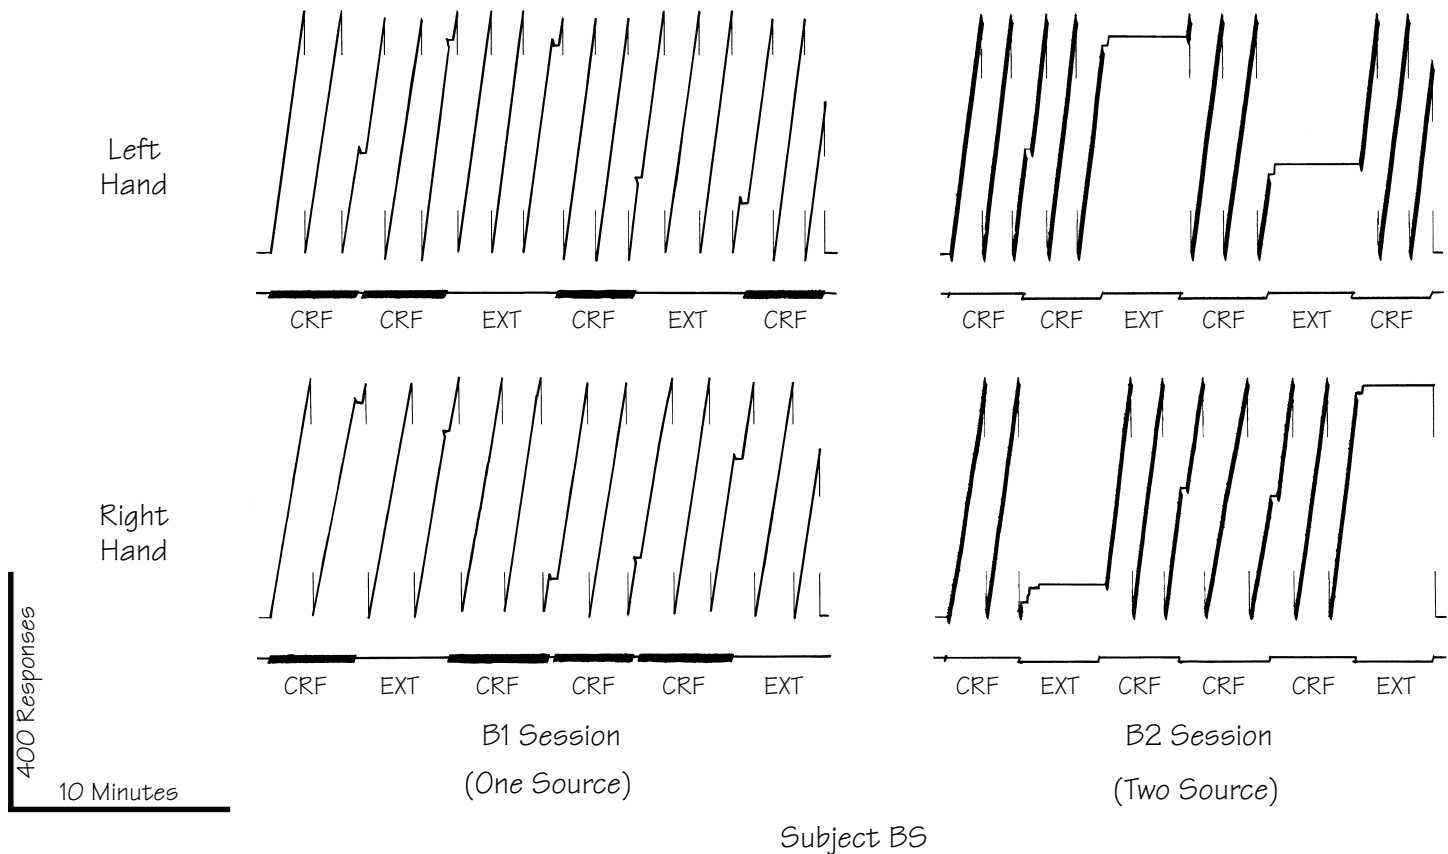 Left
Hand
CRF CRF EXT CRF EXT CRF
CRF CRF EXT CRF EXT CRF
Right
Hand
CRF EXT CRF CRF CRF EXT
CRF EXT CRF CRF CRF EXT
400 Responses
10 Minutes
B1 Session
(One Source)
B2 Session
(Two Source)
Subject BS